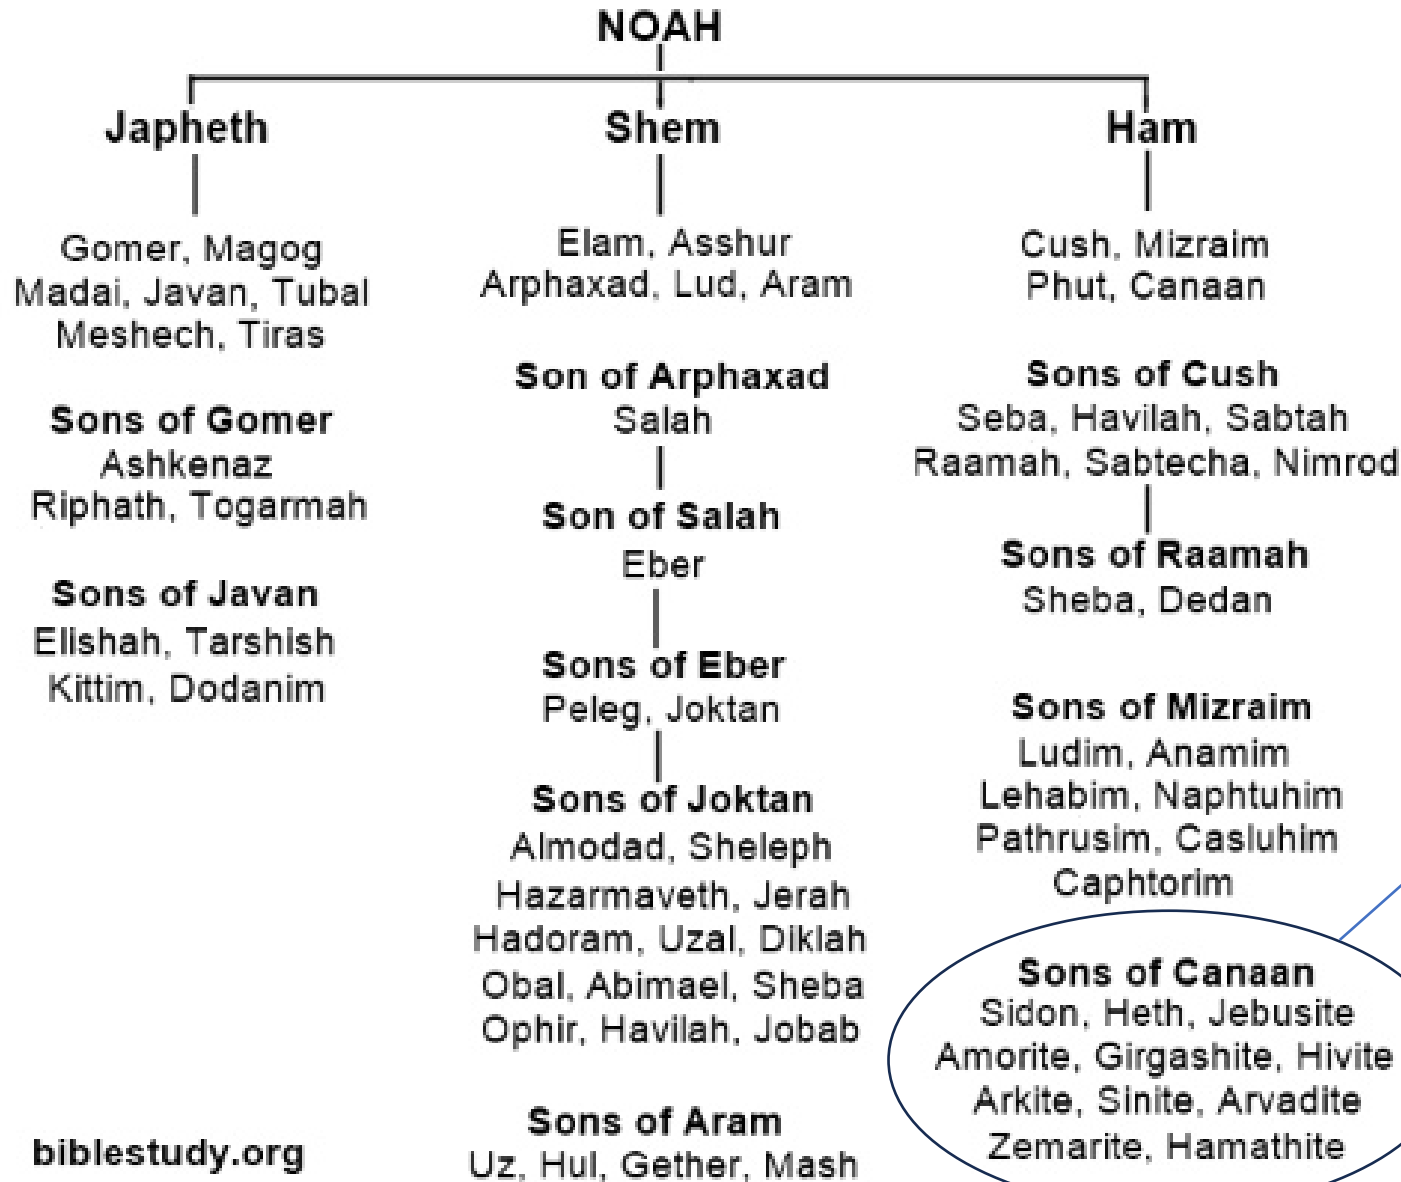 NOAH
Japheth
Gomer, Magog
Madai, Javan, Tubal
Meshech, Tiras
Sons of Gomer
Ashkenaz
Riphath, Togarmah
Sons of Javan
Elishah, Tarshish
Kittim, Dodanim
Shem
Elam, Asshur
Arphaxad, Lud, Aram
Son of Arphaxad
Salah
Son of Salah
Eber
Sons of Eber
Peleg, Joktan
Sons of Joktan
Almodad, Sheleph
Hazarmaveth, Jerah
Hadoram, Uzal, Diklah
Obal, Abimael, Sheba
Ophir, Havilah, Jobab
Sons of Aram
Uz, Hul, Gether, Mash
Ham
Cush, Mizraim
Phut, Canaan
Sons of Cush
Seba, Havilah, Sabtah
Raamah, Sabtecha, Nimrod
Sons of Raamah
Sheba, Dedan
Sons of Mizraim
Ludim, Anamim
Lehabim, Naphtuhim
Pathrusim, Casluhim
Caphtorim
Sons of Canaan
Sidon, Heth, Jebusite
Amorite, Girgashite, Hivite
Arkite, Sinite, Arvadite
Zemarite, Hamathite
biblestudy.org